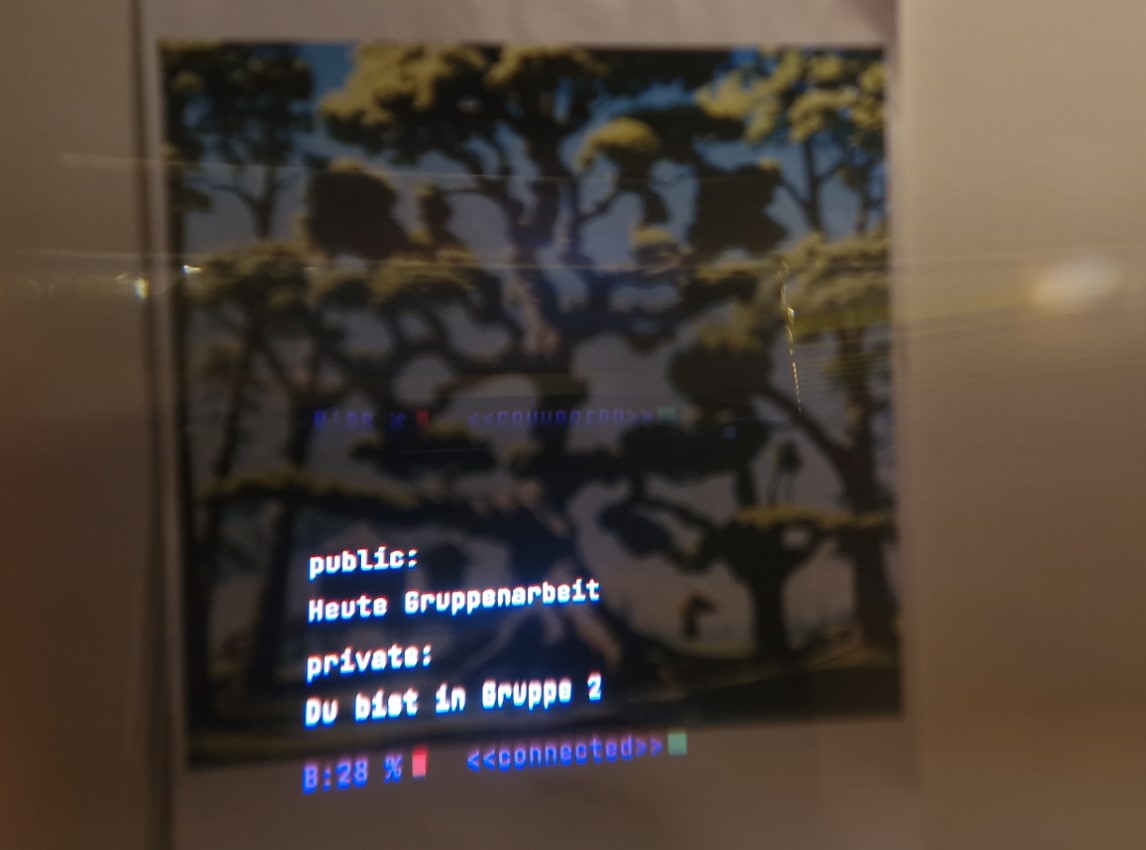 public:
Heute Gruppenarbeit
private:
Du bist in Gruppe 2
B:28 % <<connected>>